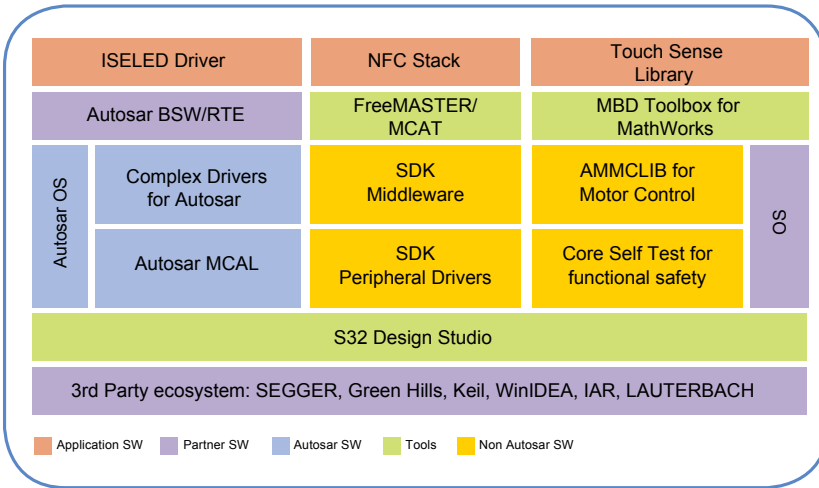 ISELED Driver
NFC Stack
Touch Sense
Library
Autosar BSW/RTE
FreeMASTER/
MCAT
MBD Toolbox for
MathWorks
Autosar OS
Complex Drivers
for Autosar
SDK
Middleware
AMMCLIB for
Motor Control
OS
Autosar MCAL
SDK
Peripheral Drivers
Core Self Test for
functional safety
S32 Design Studio
3rd Party ecosystem: SEGGER, Green Hills, Keil, WinIDEA, IAR, LAUTERBACH
Application SW
Partner SW
Autosar SW
Tools
Non Autosar SW